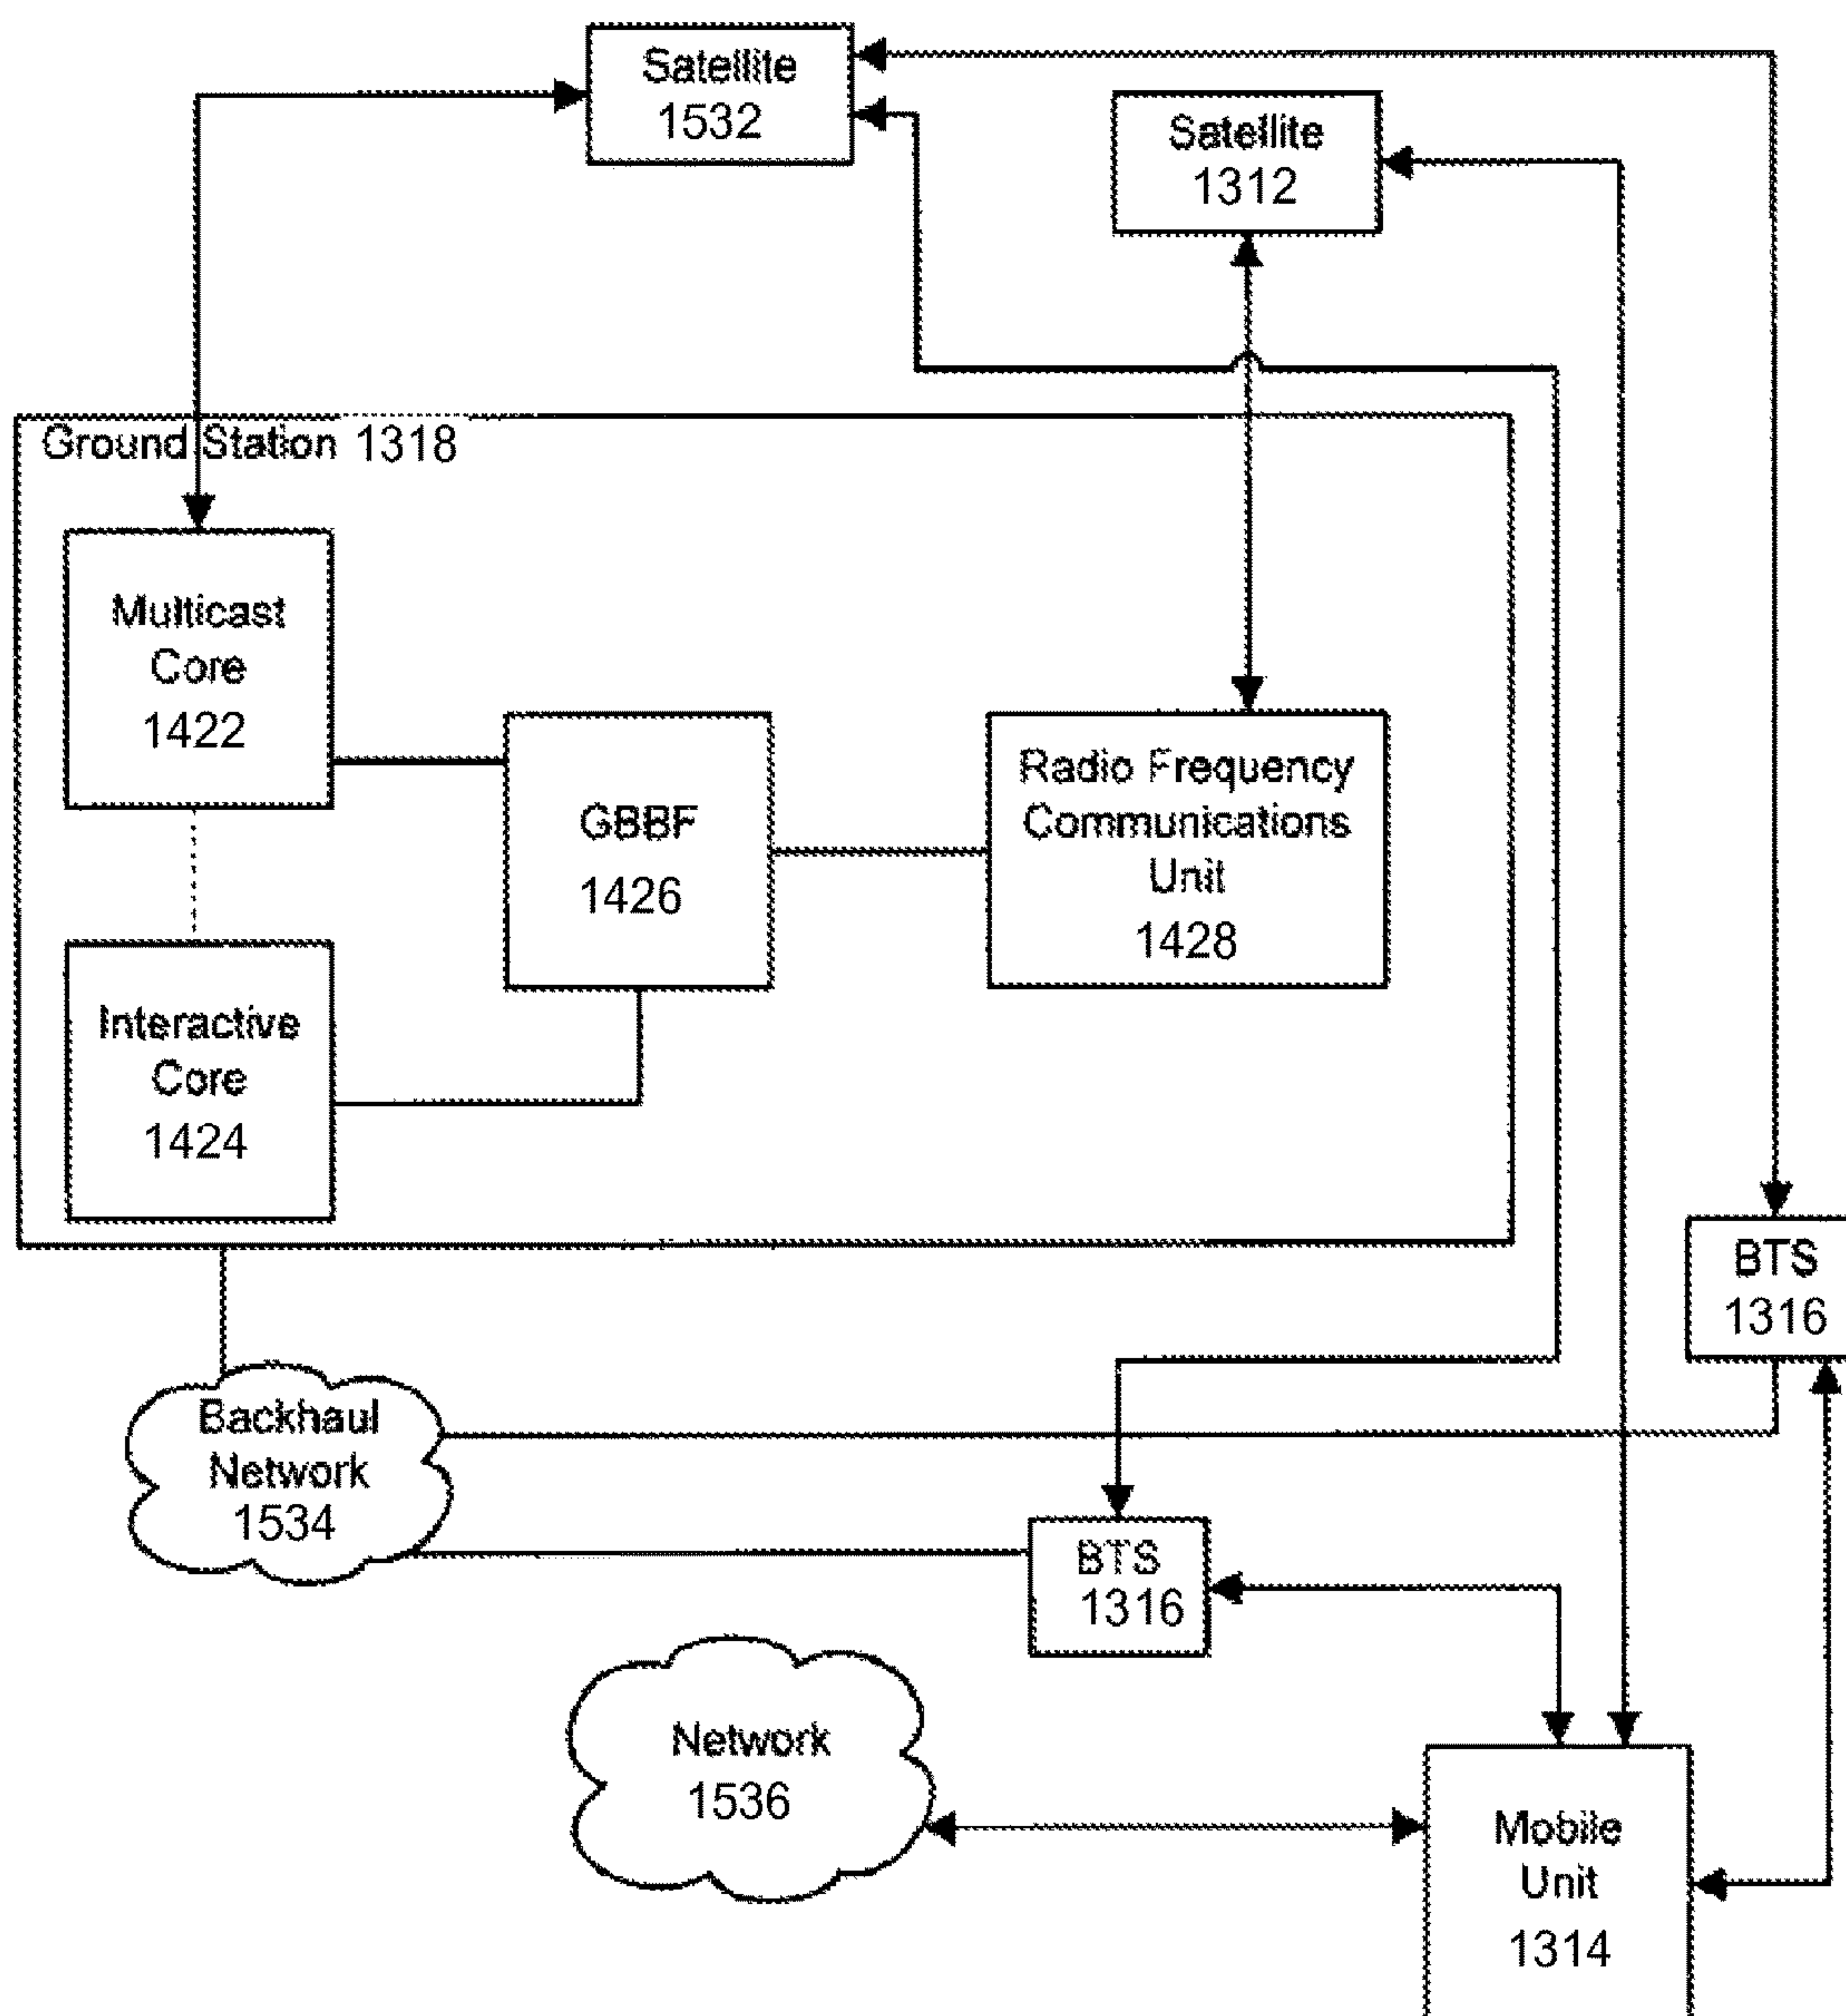 Satellite
1532
Satellite
1312
Ground Station 1318
Multicast
Core
1422
GBBF
1426
Radio Frequency
Communications
Unit
1428
Interactive
Core
1424
BTS
1316
Backhaul
Network
1534
BTS
1316
Network
1536
Mobile
Unit
1314